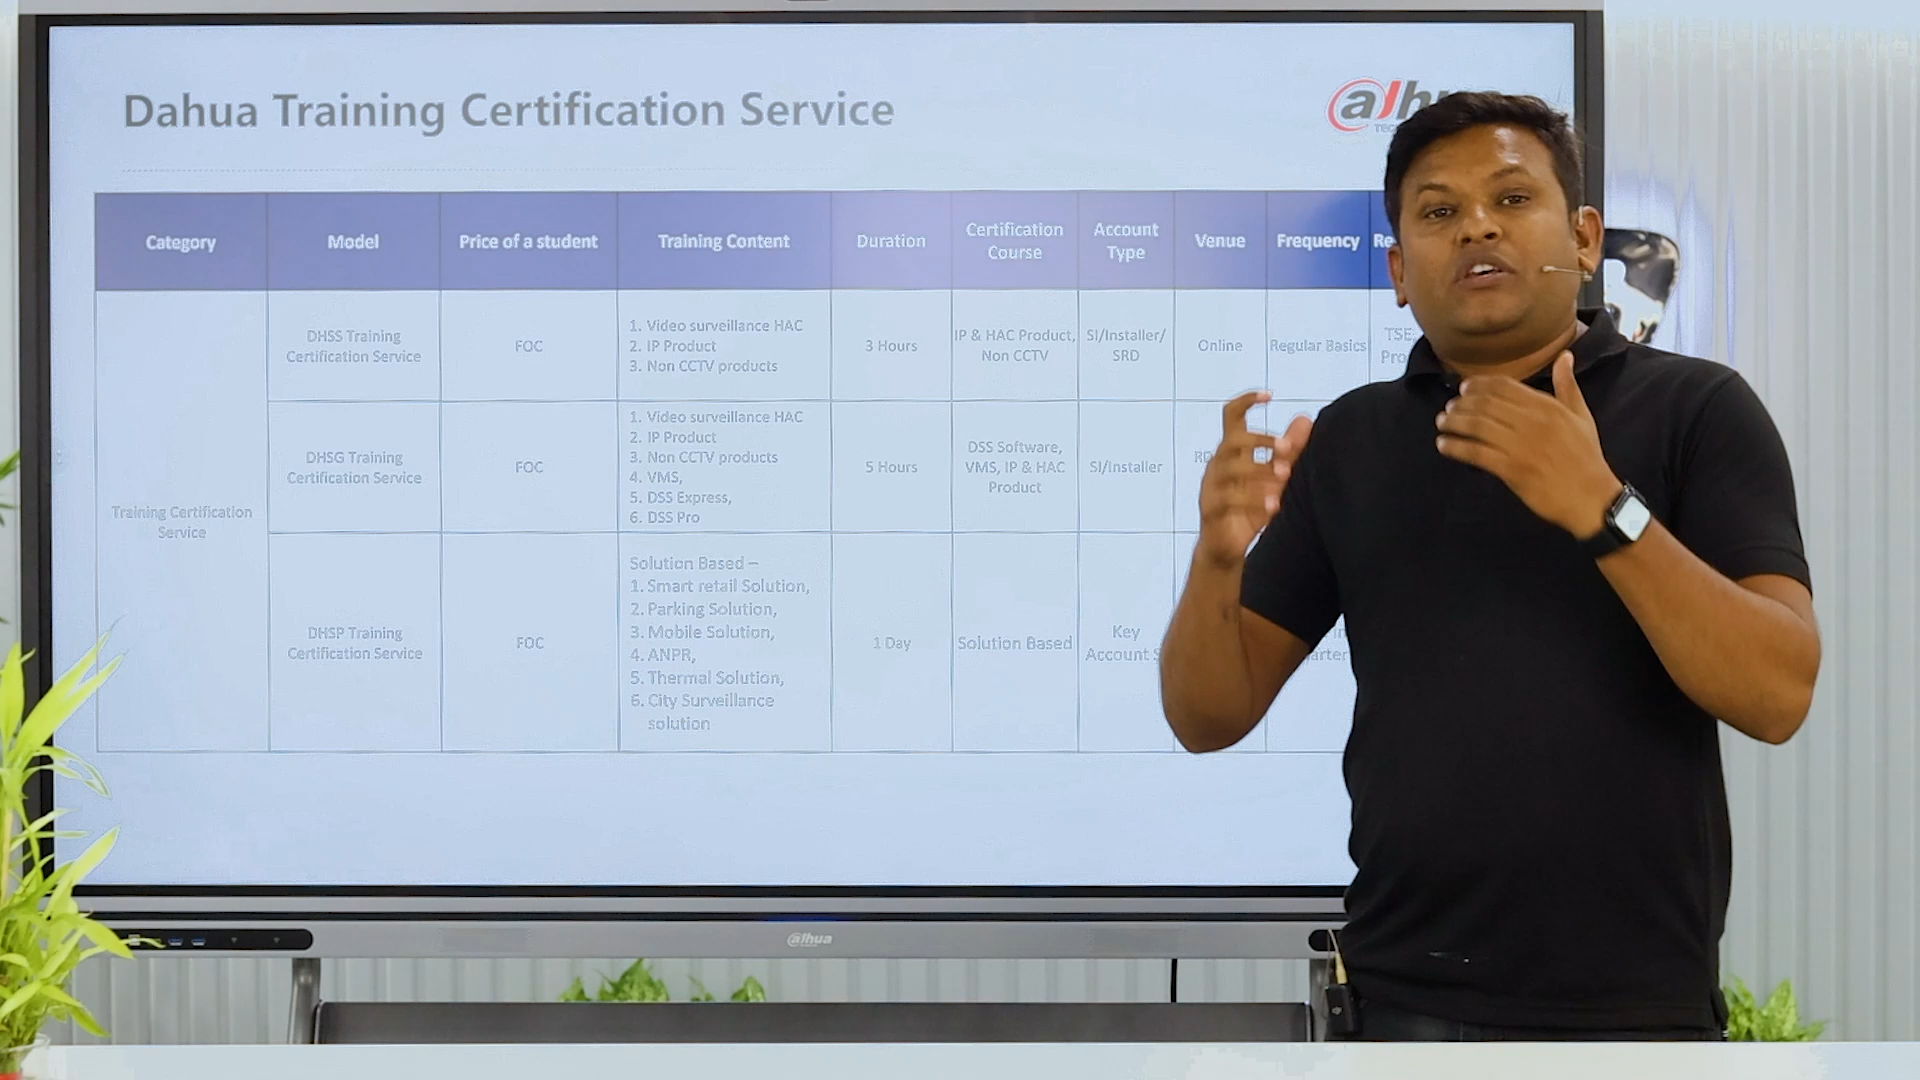 Dahua Training Certification Service
Category
Model
Price of a student
Training Content
Duration
Certification
Course
Account
Type
Venue
Frequency
Training Certification
Service
DHSS Training
Certification Service
FOC
1. Video surveillance HAC
2. IP Product
3. Non CCTV products
3 Hours
IP & HAC Product,
Non CCTV
SI/Installer/
SRD
Online
Regular Basics
TSE,
DHSG Training
Certification Service
FOC
1. Video surveillance HAC
2. IP Product
3. Non CCTV products
4. VMS,
5. DSS Express,
6. DSS Pro
5 Hours
DSS Software,
VMS, IP & HAC
Product
SI/Installer
DHSP Training
Certification Service
FOC
Solution Based –
1. Smart retail Solution,
2. Parking Solution,
3. Mobile Solution,
4. ANPR,
5. Thermal Solution,
6. City Surveillance
solution
1 Day
Solution Based
Key
Account
alhua